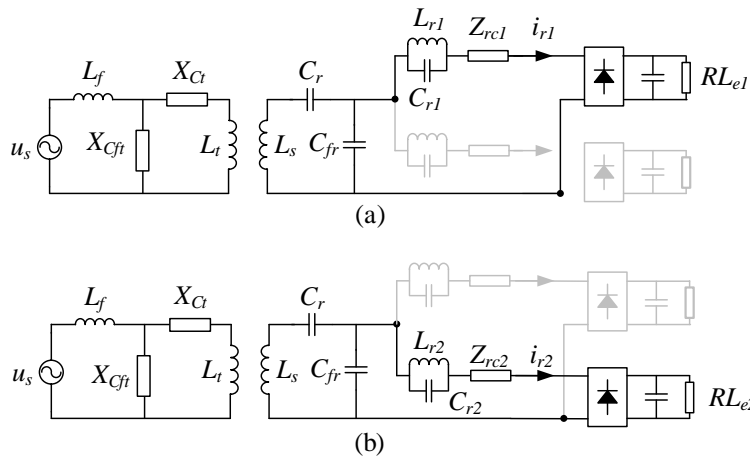 L_r1 Z_rc1 i_r1
L_f X_Ct C_r C_r1 RL_e1
u_s X_Cft L_t L_s C_fr
(a)
L_f X_Ct C_r L_r2 Z_rc2 i_r2
u_s X_Cft L_t L_s C_fr C_r2 RL_e2
(b)